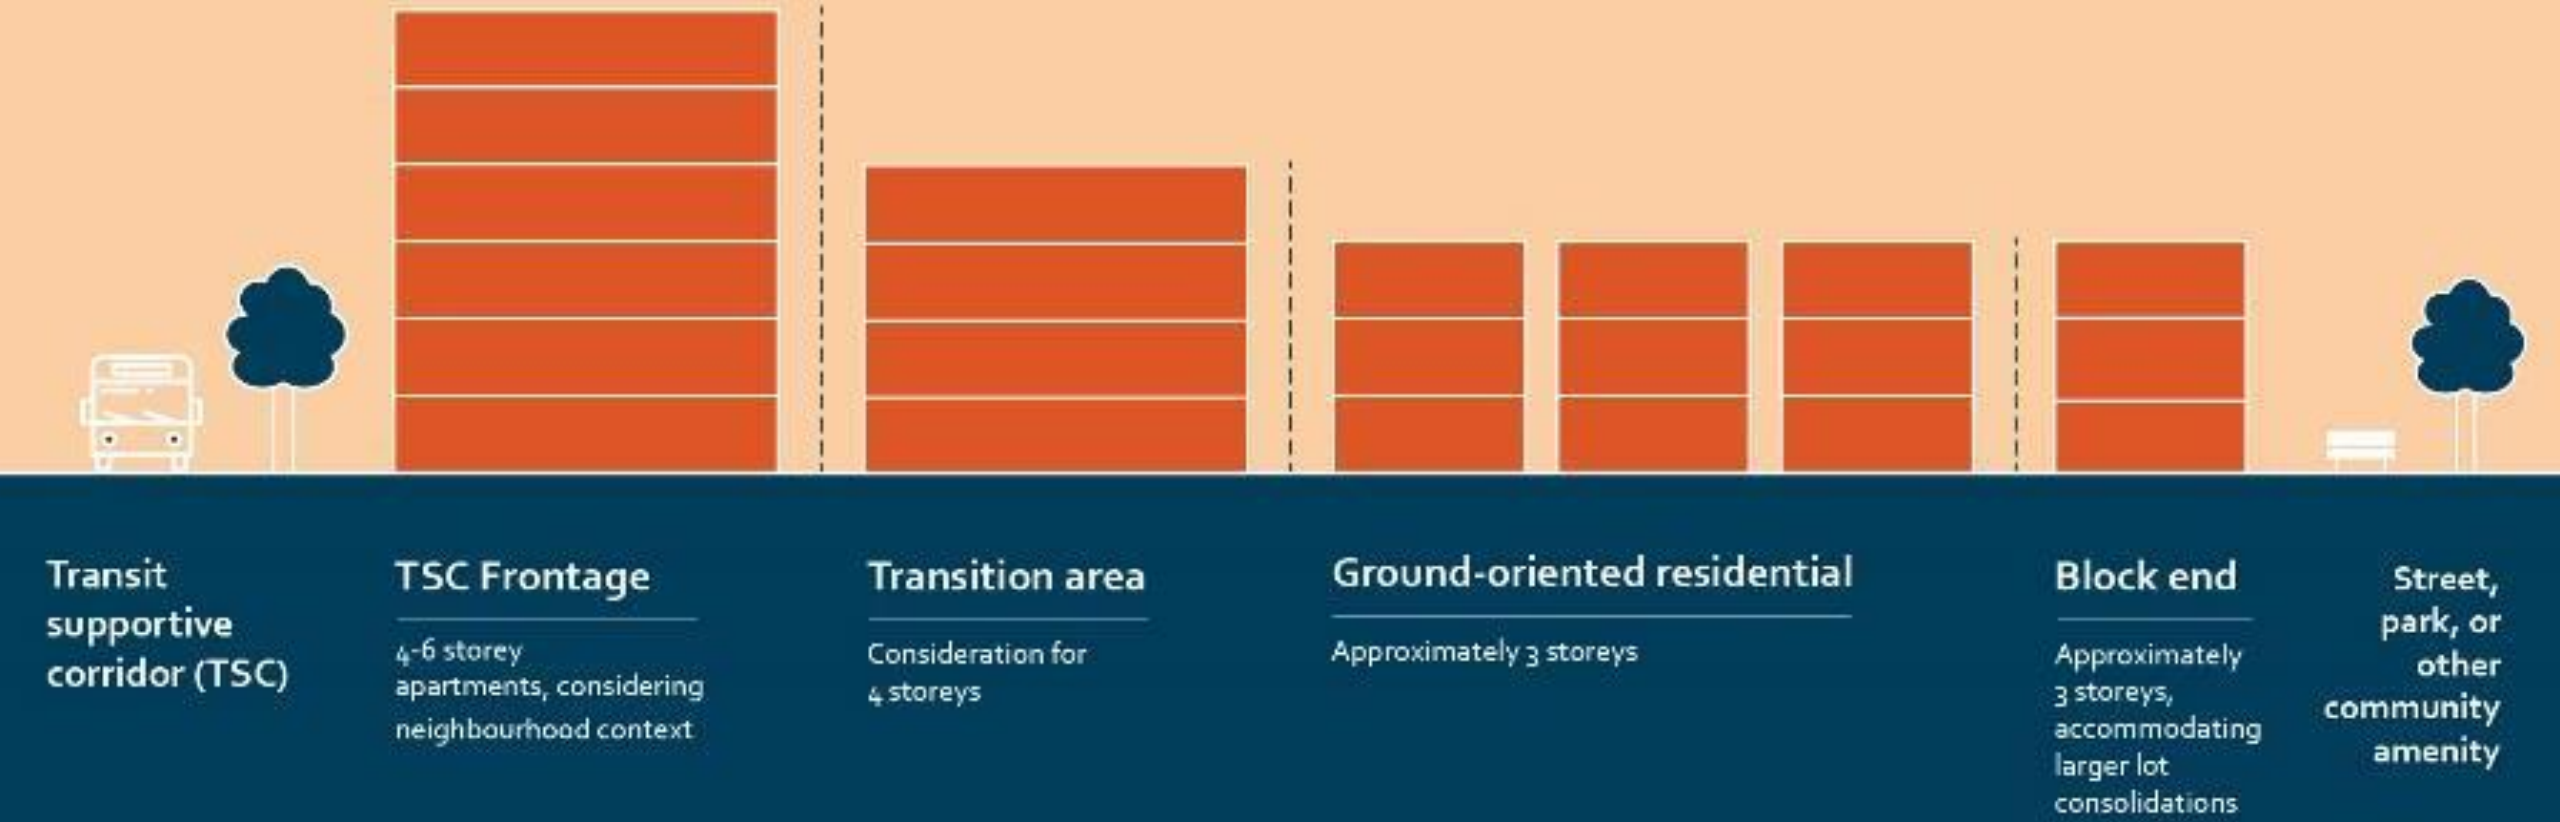 Transit
supportive
corridor (TSC)
TSC Frontage
4-6 storey
apartments, considering
neighbourhood context
Transition area
Consideration for
4 storeys
Ground-oriented residential
Approximately 3 storeys
Block end
Approximately
3 storeys,
accommodating
larger lot
consolidations
Street,
park, or
other
community
amenity